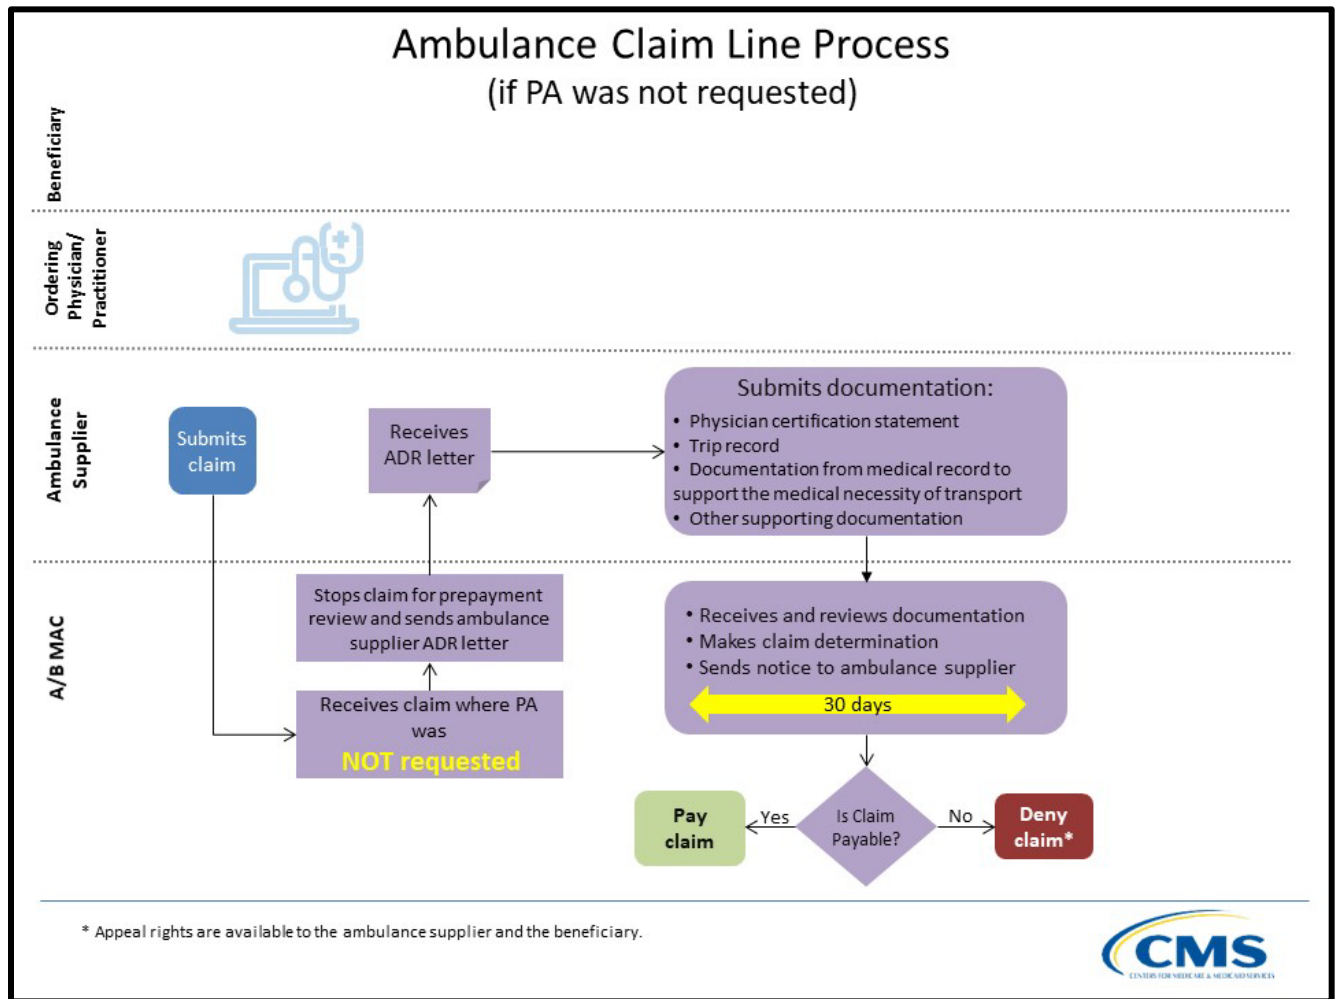 Ambulance Claim Line Process
(if PA was not requested)
Beneficiary
Ordering
Physician/
Practitioner
Ambulance
Supplier
Submits
claim
Receives
ADR letter
Submits documentation:
• Physician certification statement
• Trip record
• Documentation from medical record to
support the medical necessity of transport
• Other supporting documentation
A/B MAC
Stops claim for prepayment
review and sends ambulance
supplier ADR letter
Receives claim where PA
was
NOT requested
• Receives and reviews documentation
• Makes claim determination
• Sends notice to ambulance supplier
30 days
Pay
claim
Yes
Is Claim
Payable?
No
Deny
claim*
* Appeal rights are available to the ambulance supplier and the beneficiary.
CMS
CENTERS FOR MEDICARE & MEDICAID SERVICES